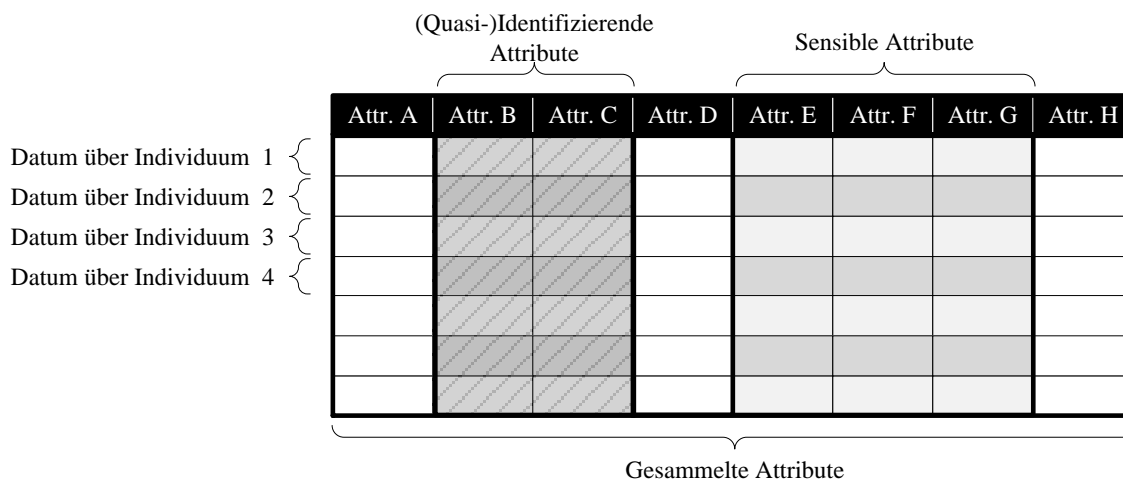 (Quasi-)Identifizierende
Attribute
Sensible Attribute
Attr. A Attr. B Attr. C Attr. D Attr. E Attr. F Attr. G Attr. H
Datum über Individuum 1
Datum über Individuum 2
Datum über Individuum 3
Datum über Individuum 4
Gesammelte Attribute